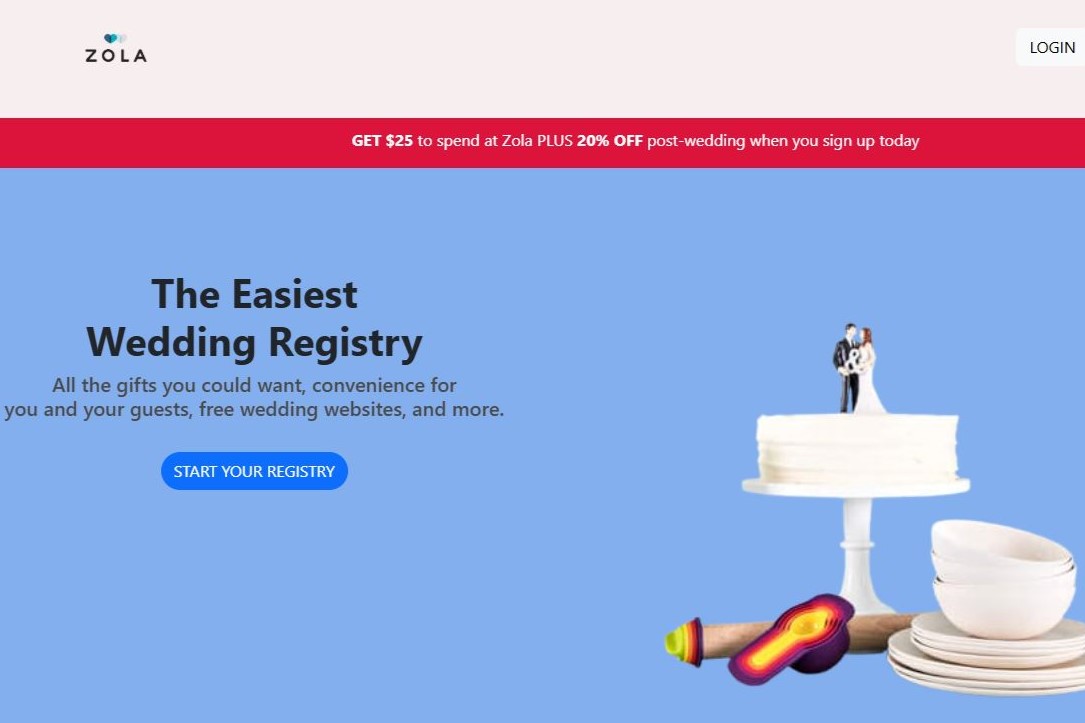 ZOLA
LOGIN
GET $25 to spend at Zola PLUS 20% OFF post-wedding when you sign up today
The Easiest
Wedding Registry
All the gifts you could want, convenience for
you and your guests, free wedding websites, and more.
START YOUR REGISTRY
&